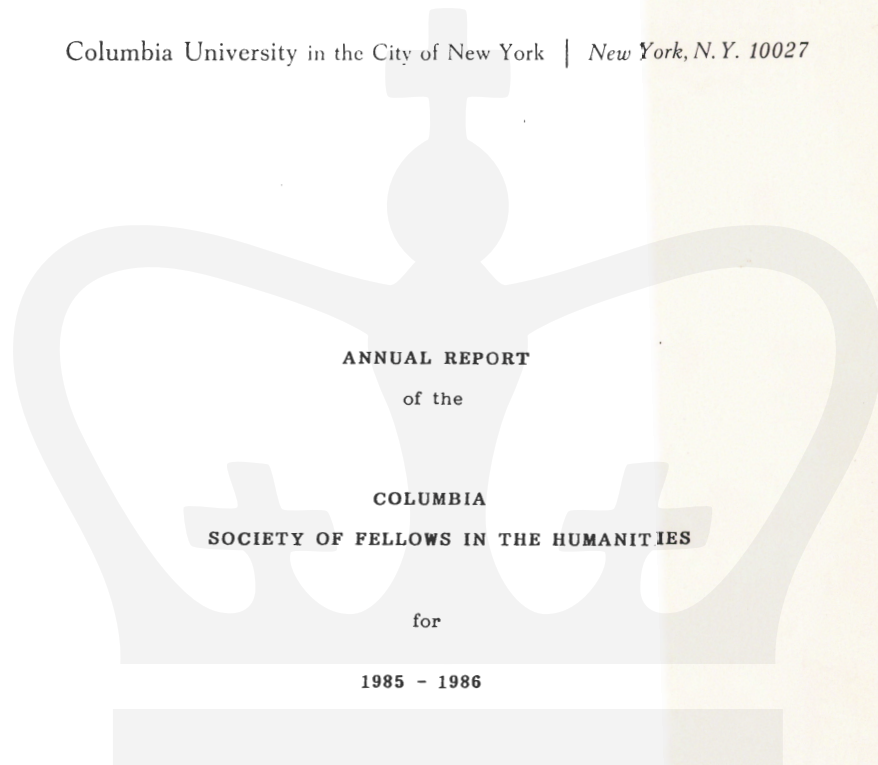 Columbia University in the City of New York | New York, N.Y. 10027
ANNUAL REPORT
of the
COLUMBIA
SOCIETY OF FELLOWS IN THE HUMANITIES
for
1985 - 1986